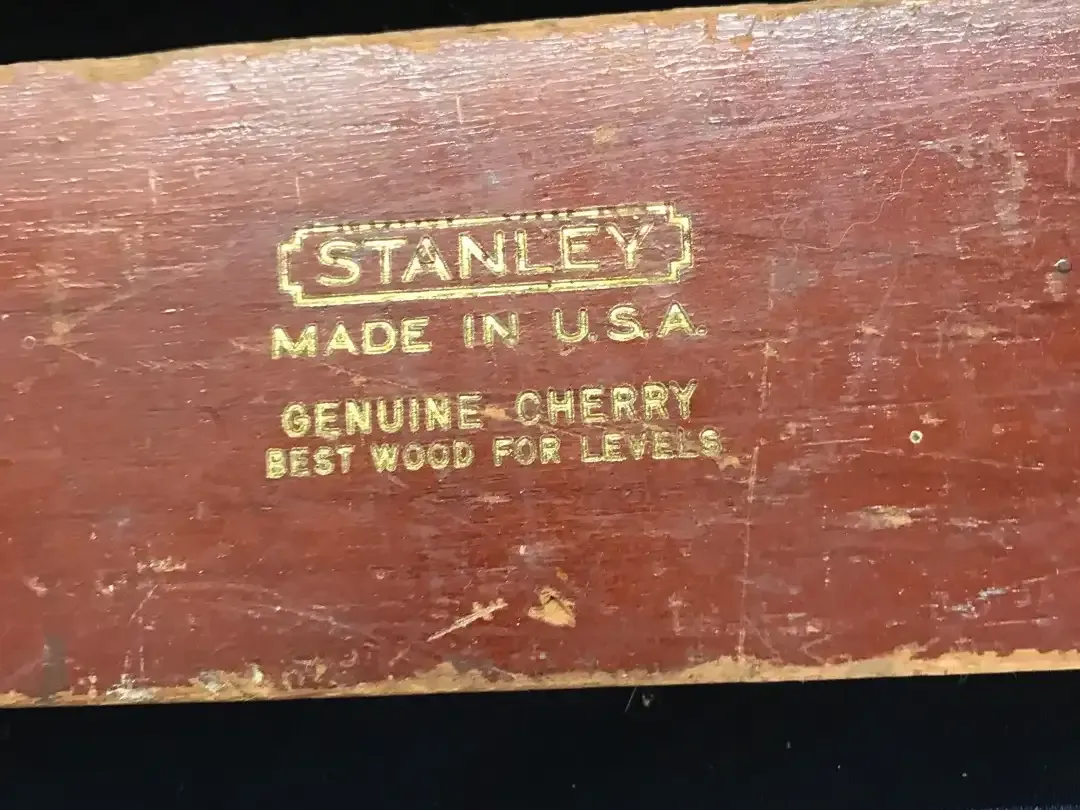 STANLEY
MADE IN U.S.A.
GENUINE CHERRY
BEST WOOD FOR LEVELS